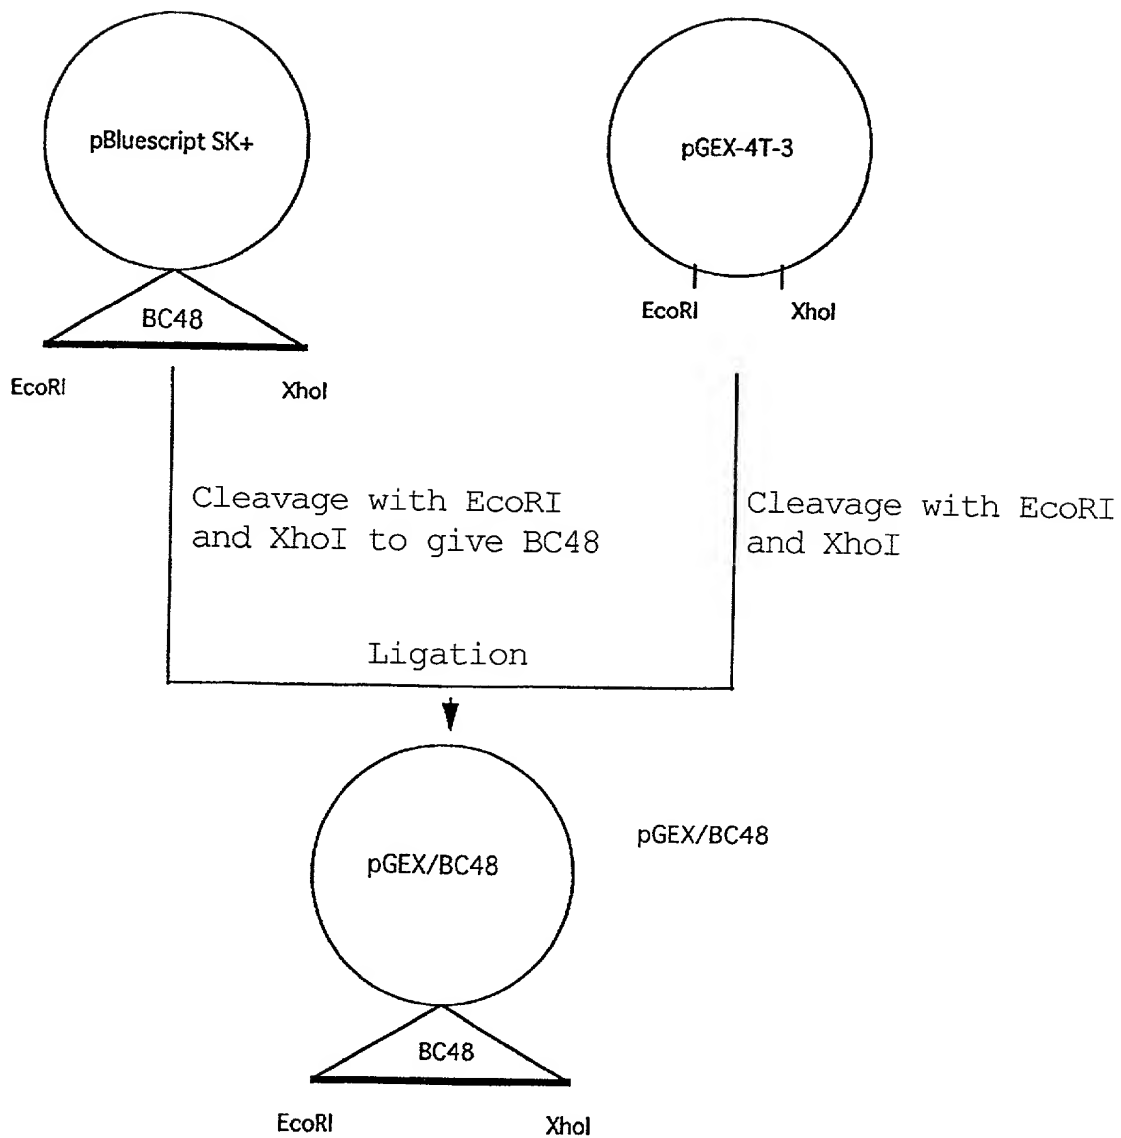 pBluescript SK+
pGEX-4T-3
BC48
EcoRI
XhoI
EcoRI
XhoI
Cleavage with EcoRI
and XhoI to give BC48
Cleavage with EcoRI
and XhoI
Ligation
pGEX/BC48
pGEX/BC48
BC48
EcoRI
XhoI